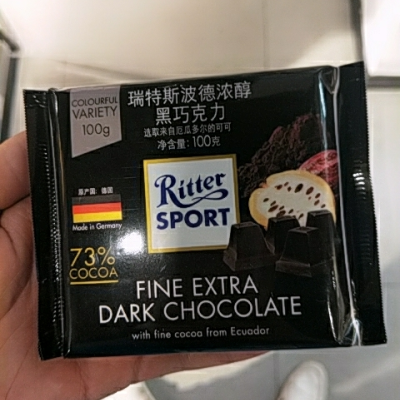 COLOURFUL
VARIETY
100g
瑞特斯波德浓醇
黑巧克力
选取来自厄瓜多尔的可可
净含量：100克
原产国：德国
Made in Germany
Ritter
SPORT
73%
COCOA
FINE EXTRA
DARK CHOCOLATE
with fine cocoa from Ecuador